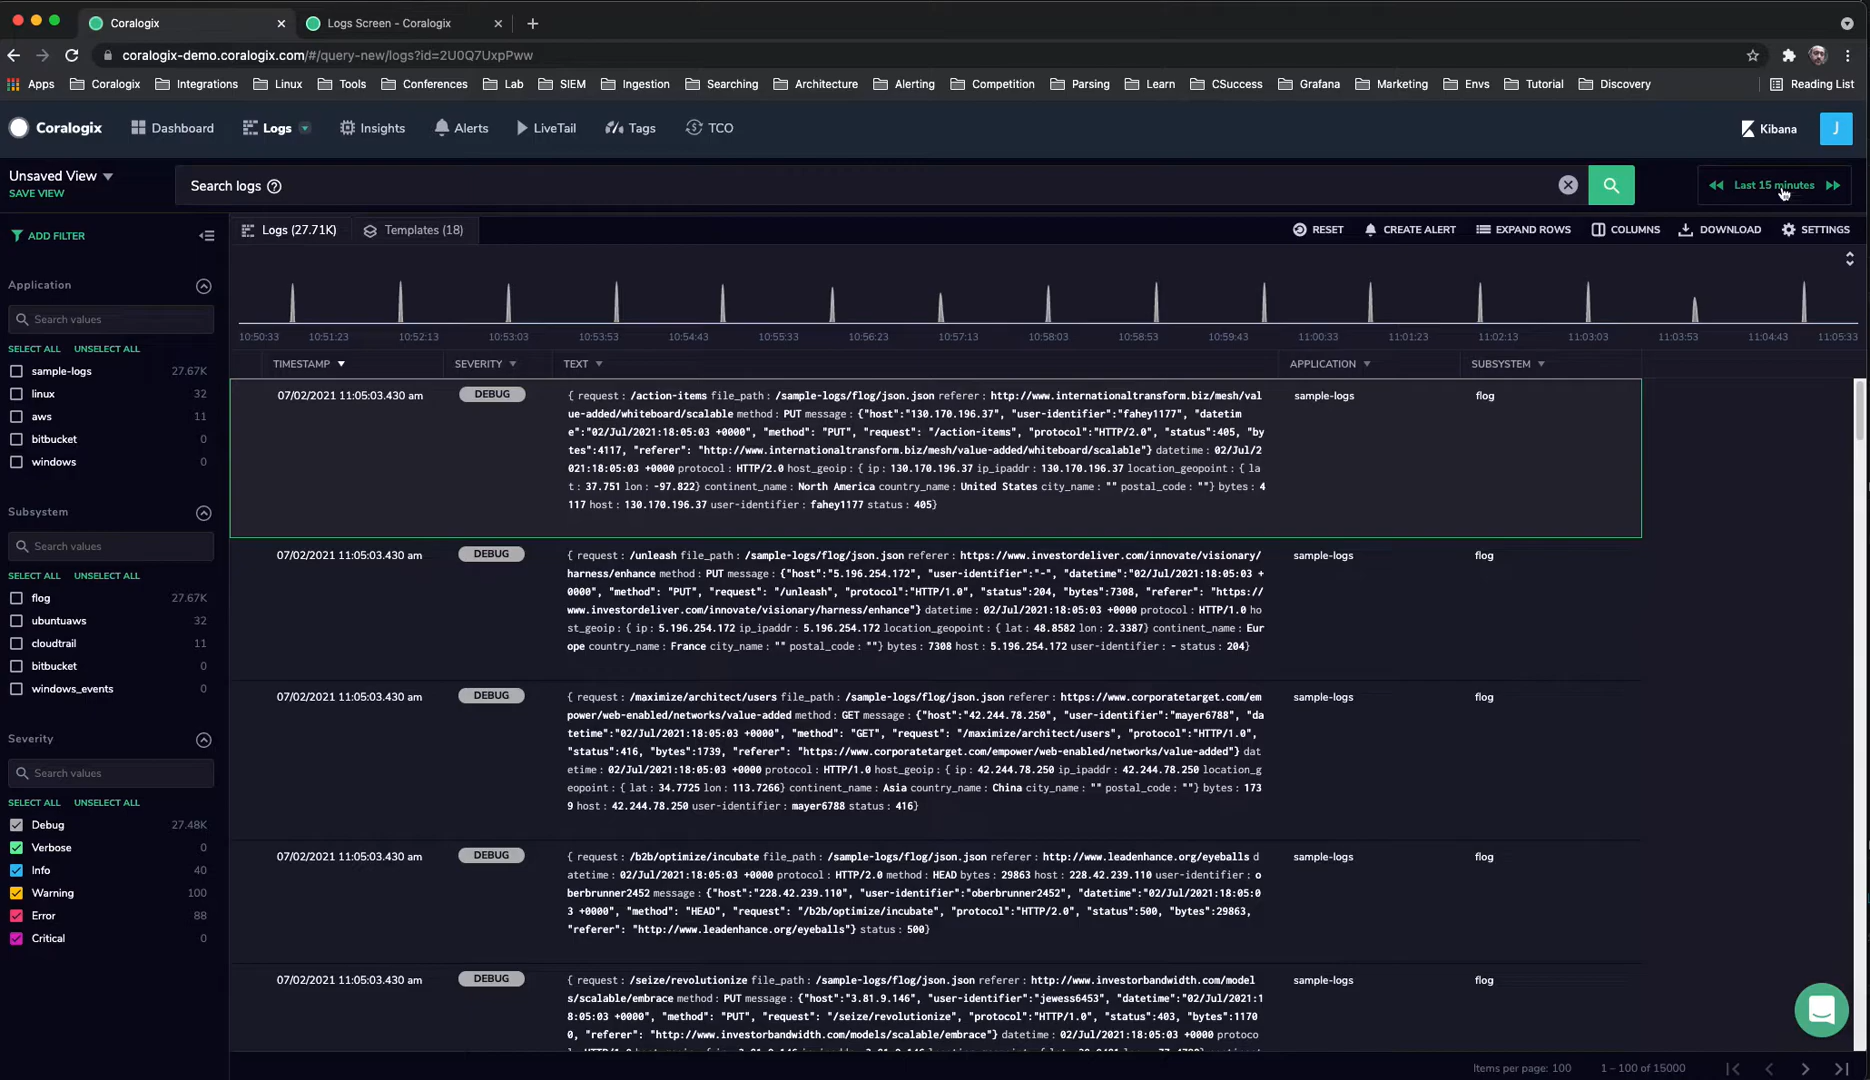 Coralogix
Logs Screen - Coralogix
coralogix-demo.coralogix.com/#/query-new/logs?id=2U0Q7UxpPww
Apps Coralogix Integrations Linux Tools Conferences Lab SIEM Ingestion Searching Architecture Alerting Competition Parsing Learn CSuccess Grafana Marketing Envs Tutorial Discovery Reading List
Coralogix Dashboard Logs Insights Alerts LiveTail Tags TCO Kibana J
Unsaved View
SAVE VIEW
Search logs
Last 15 minutes
ADD FILTER
Logs (27.71K) Templates (18) RESET CREATE ALERT EXPAND ROWS COLUMNS DOWNLOAD SETTINGS
Application
Search values
SELECT ALL UNSELECT ALL
sample-logs 27.67K
linux 32
aws 11
bitbucket 0
windows 0
Subsystem
Search values
SELECT ALL UNSELECT ALL
flog 27.67K
ubuntuaws 32
cloudtrail 11
bitbucket 0
windows_events 0
Severity
Search values
SELECT ALL UNSELECT ALL
Debug 27.48K
Verbose 0
Info 40
Warning 100
Error 88
Critical 0
10:50:33 10:51:23 10:52:13 10:53:03 10:53:53 10:54:43 10:55:33 10:56:23 10:57:13 10:58:03 10:58:53 10:59:43 11:00:33 11:01:23 11:02:13 11:03:03 11:03:53 11:04:43 11:05:33
TIMESTAMP SEVERITY TEXT APPLICATION SUBSYSTEM
07/02/2021 11:05:03.430 am DEBUG { request : /action-items file_path : /sample-logs/flog/json.json referer : http://www.internationaltransform.biz/mesh/val sample-logs flog
ue-added/whiteboard/scalable method : PUT message : {"host":"130.170.196.37", "user-identifier":"fahey1177", "datetim
e":"02/Jul/2021:18:05:03 +0000", "method": "PUT", "request": "/action-items", "protocol":"HTTP/2.0", "status":405, "by
tes":4117, "referer": "http://www.internationaltransform.biz/mesh/value-added/whiteboard/scalable"} datetime : 02/Jul/2
021:18:05:03 +0000 protocol : HTTP/2.0 host_geoip : { ip : 130.170.196.37 ip_ipaddr : 130.170.196.37 location_geopoint : { la
t : 37.751 lon : -97.822} continent_name : North America country_name : United States city_name : "" postal_code : ""} bytes : 4
117 host : 130.170.196.37 user-identifier : fahey1177 status : 405}
07/02/2021 11:05:03.430 am DEBUG { request : /unleash file_path : /sample-logs/flog/json.json referer : https://www.investordeliver.com/innovate/visionary/ sample-logs flog
harness/enhance method : PUT message : {"host":"5.196.254.172", "user-identifier":"-", "datetime":"02/Jul/2021:18:05:03 +
0000", "method": "PUT", "request": "/unleash", "protocol":"HTTP/1.0", "status":204, "bytes":7308, "referer": "https://
www.investordeliver.com/innovate/visionary/harness/enhance"} datetime : 02/Jul/2021:18:05:03 +0000 protocol : HTTP/1.0 ho
st_geoip : { ip : 5.196.254.172 ip_ipaddr : 5.196.254.172 location_geopoint : { lat : 48.8582 lon : 2.3387} continent_name : Eur
ope country_name : France city_name : "" postal_code : ""} bytes : 7308 host : 5.196.254.172 user-identifier : - status : 204}
07/02/2021 11:05:03.430 am DEBUG { request : /maximize/architect/users file_path : /sample-logs/flog/json.json referer : https://www.corporatetarget.com/em sample-logs flog
power/web-enabled/networks/value-added method : GET message : {"host":"42.244.78.250", "user-identifier":"mayer6788", "da
tetime":"02/Jul/2021:18:05:03 +0000", "method": "GET", "request": "/maximize/architect/users", "protocol":"HTTP/1.0",
"status":416, "bytes":1739, "referer": "https://www.corporatetarget.com/empower/web-enabled/networks/value-added"} dat
etime : 02/Jul/2021:18:05:03 +0000 protocol : HTTP/1.0 host_geoip : { ip : 42.244.78.250 ip_ipaddr : 42.244.78.250 location_g
eopoint : { lat : 34.7725 lon : 113.7266} continent_name : Asia country_name : China city_name : "" postal_code : ""} bytes : 173
9 host : 42.244.78.250 user-identifier : mayer6788 status : 416}
07/02/2021 11:05:03.430 am DEBUG { request : /b2b/optimize/incubate file_path : /sample-logs/flog/json.json referer : http://www.leadenhance.org/eyeballs d sample-logs flog
atetime : 02/Jul/2021:18:05:03 +0000 protocol : HTTP/2.0 method : HEAD bytes : 29863 host : 228.42.239.110 user-identifier : o
berbrunner2452 message : {"host":"228.42.239.110", "user-identifier":"oberbrunner2452", "datetime":"02/Jul/2021:18:05:0
3 +0000", "method": "HEAD", "request": "/b2b/optimize/incubate", "protocol":"HTTP/2.0", "status":500, "bytes":29863,
"referer": "http://www.leadenhance.org/eyeballs"} status : 500}
07/02/2021 11:05:03.430 am DEBUG { request : /seize/revolutionize file_path : /sample-logs/flog/json.json referer : http://www.investorbandwidth.com/model sample-logs flog
s/scalable/embrace method : PUT message : {"host":"3.81.9.146", "user-identifier":"jewess6453", "datetime":"02/Jul/2021:1
8:05:03 +0000", "method": "PUT", "request": "/seize/revolutionize", "protocol":"HTTP/1.0", "status":403, "bytes":1170
0, "referer": "http://www.investorbandwidth.com/models/scalable/embrace"} datetime : 02/Jul/2021:18:05:03 +0000 protoco
Items per page: 100 1 – 100 of 15000